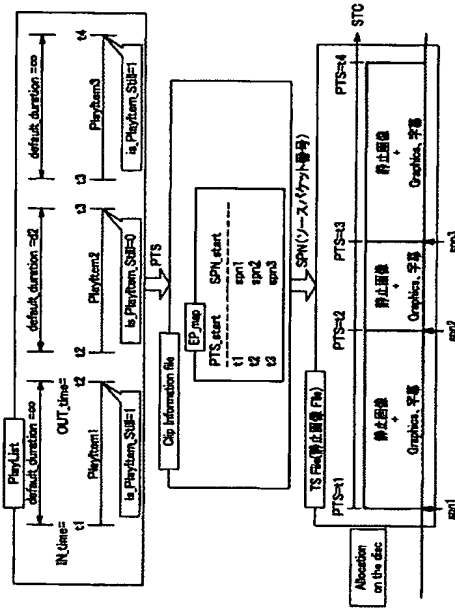 PlayList
default_duration =∞
default_duration =t2
default_duration =∞
IN_time=
OUT_time=
t1
t2
t2
t3
t3
t4
PlayItem1
PlayItem2
PlayItem3
is_PlayItem_Still=1
is_PlayItem_Still=0
is_PlayItem_Still=1
PTS
Clip Information file
EP_map
PTS_start SPN_start
t1 spn1
t2 spn2
t3 spn3
SPN(ソースパケット番号)
TS File(静止画像 File)
PTS=t1
PTS=t2
PTS=t3
PTS=t4
STC
静止画像
+
Graphics、字幕
静止画像
+
Graphics、字幕
静止画像
+
Graphics、字幕
spn1
spn2
spn3
Allocation
on the disc